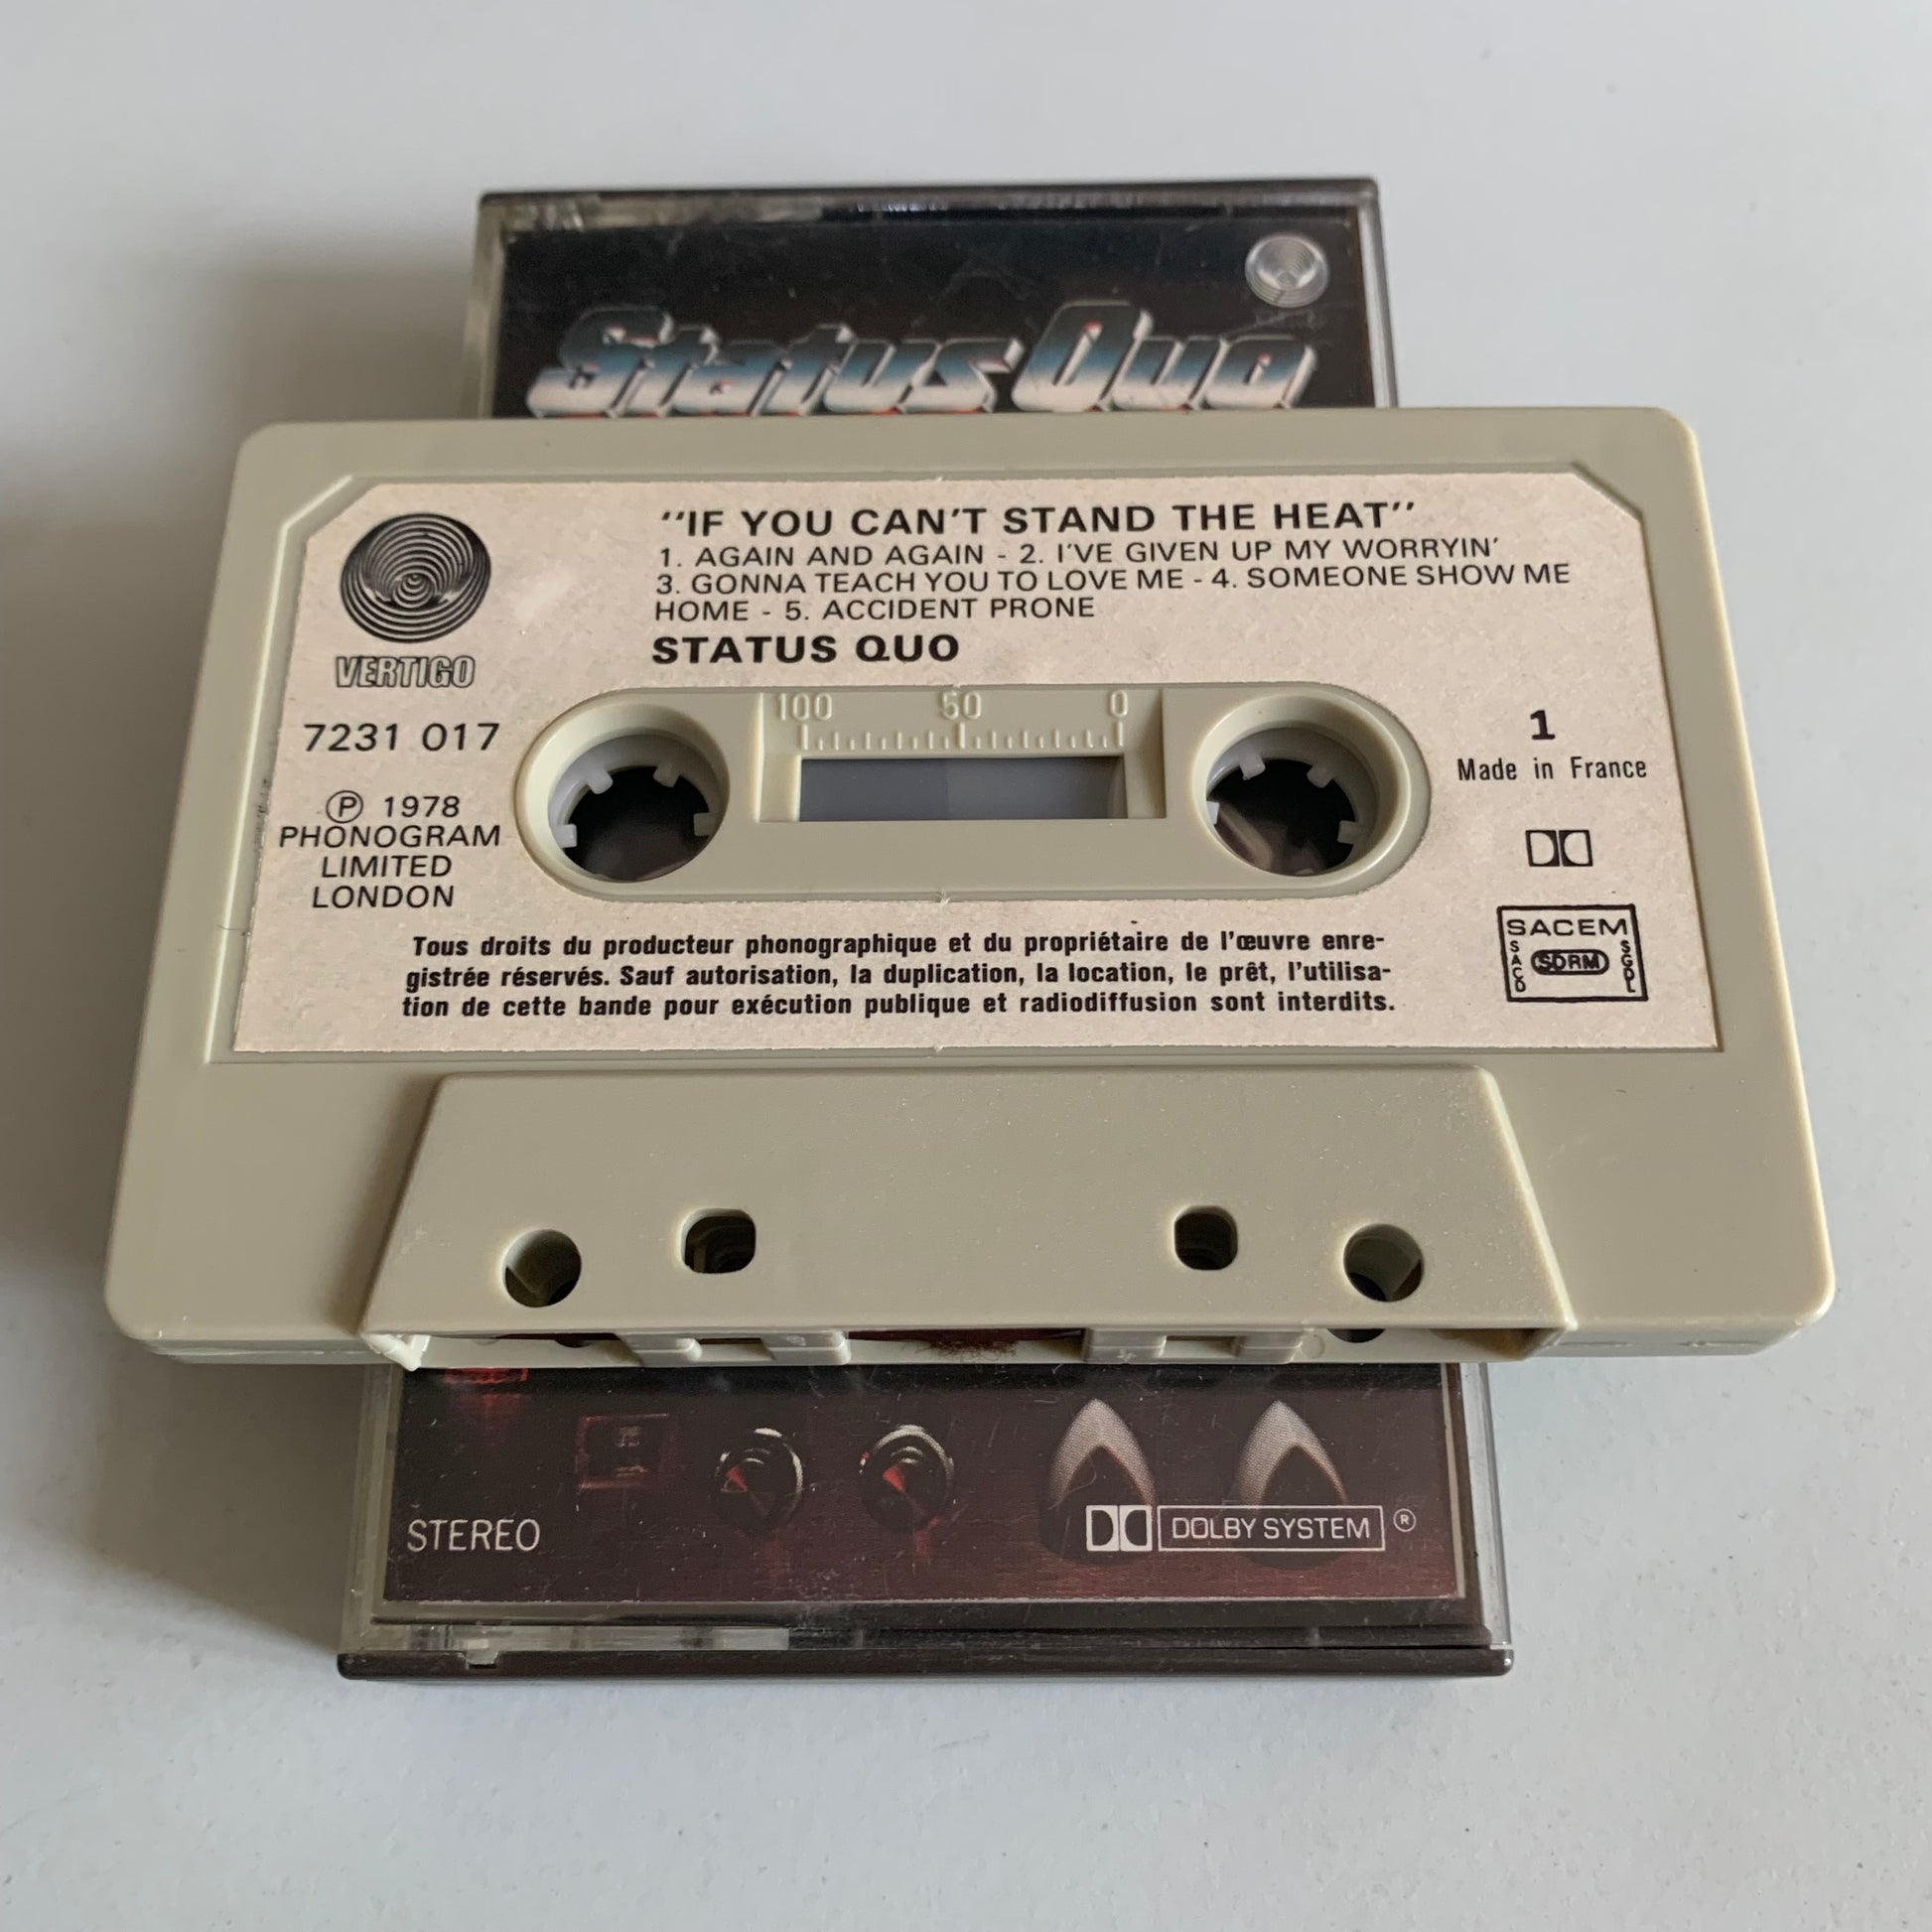 Status Quo
"IF YOU CAN'T STAND THE HEAT"
1. AGAIN AND AGAIN - 2. I'VE GIVEN UP MY WORRYIN'
3. GONNA TEACH YOU TO LOVE ME - 4. SOMEONE SHOW ME
HOME - 5. ACCIDENT PRONE
STATUS QUO
VERTIGO
7231 017
Ⓟ 1978
PHONOGRAM
LIMITED
LONDON
100 50 0
1
Made in France
SACEM
SACD
SDRM
SGDL
Tous droits du producteur phonographique et du propriétaire de l'œuvre enre-
gistrée réservés. Sauf autorisation, la duplication, la location, le prêt, l'utilisa-
tion de cette bande pour exécution publique et radiodiffusion sont interdits.
STEREO
DOLBY SYSTEM ®